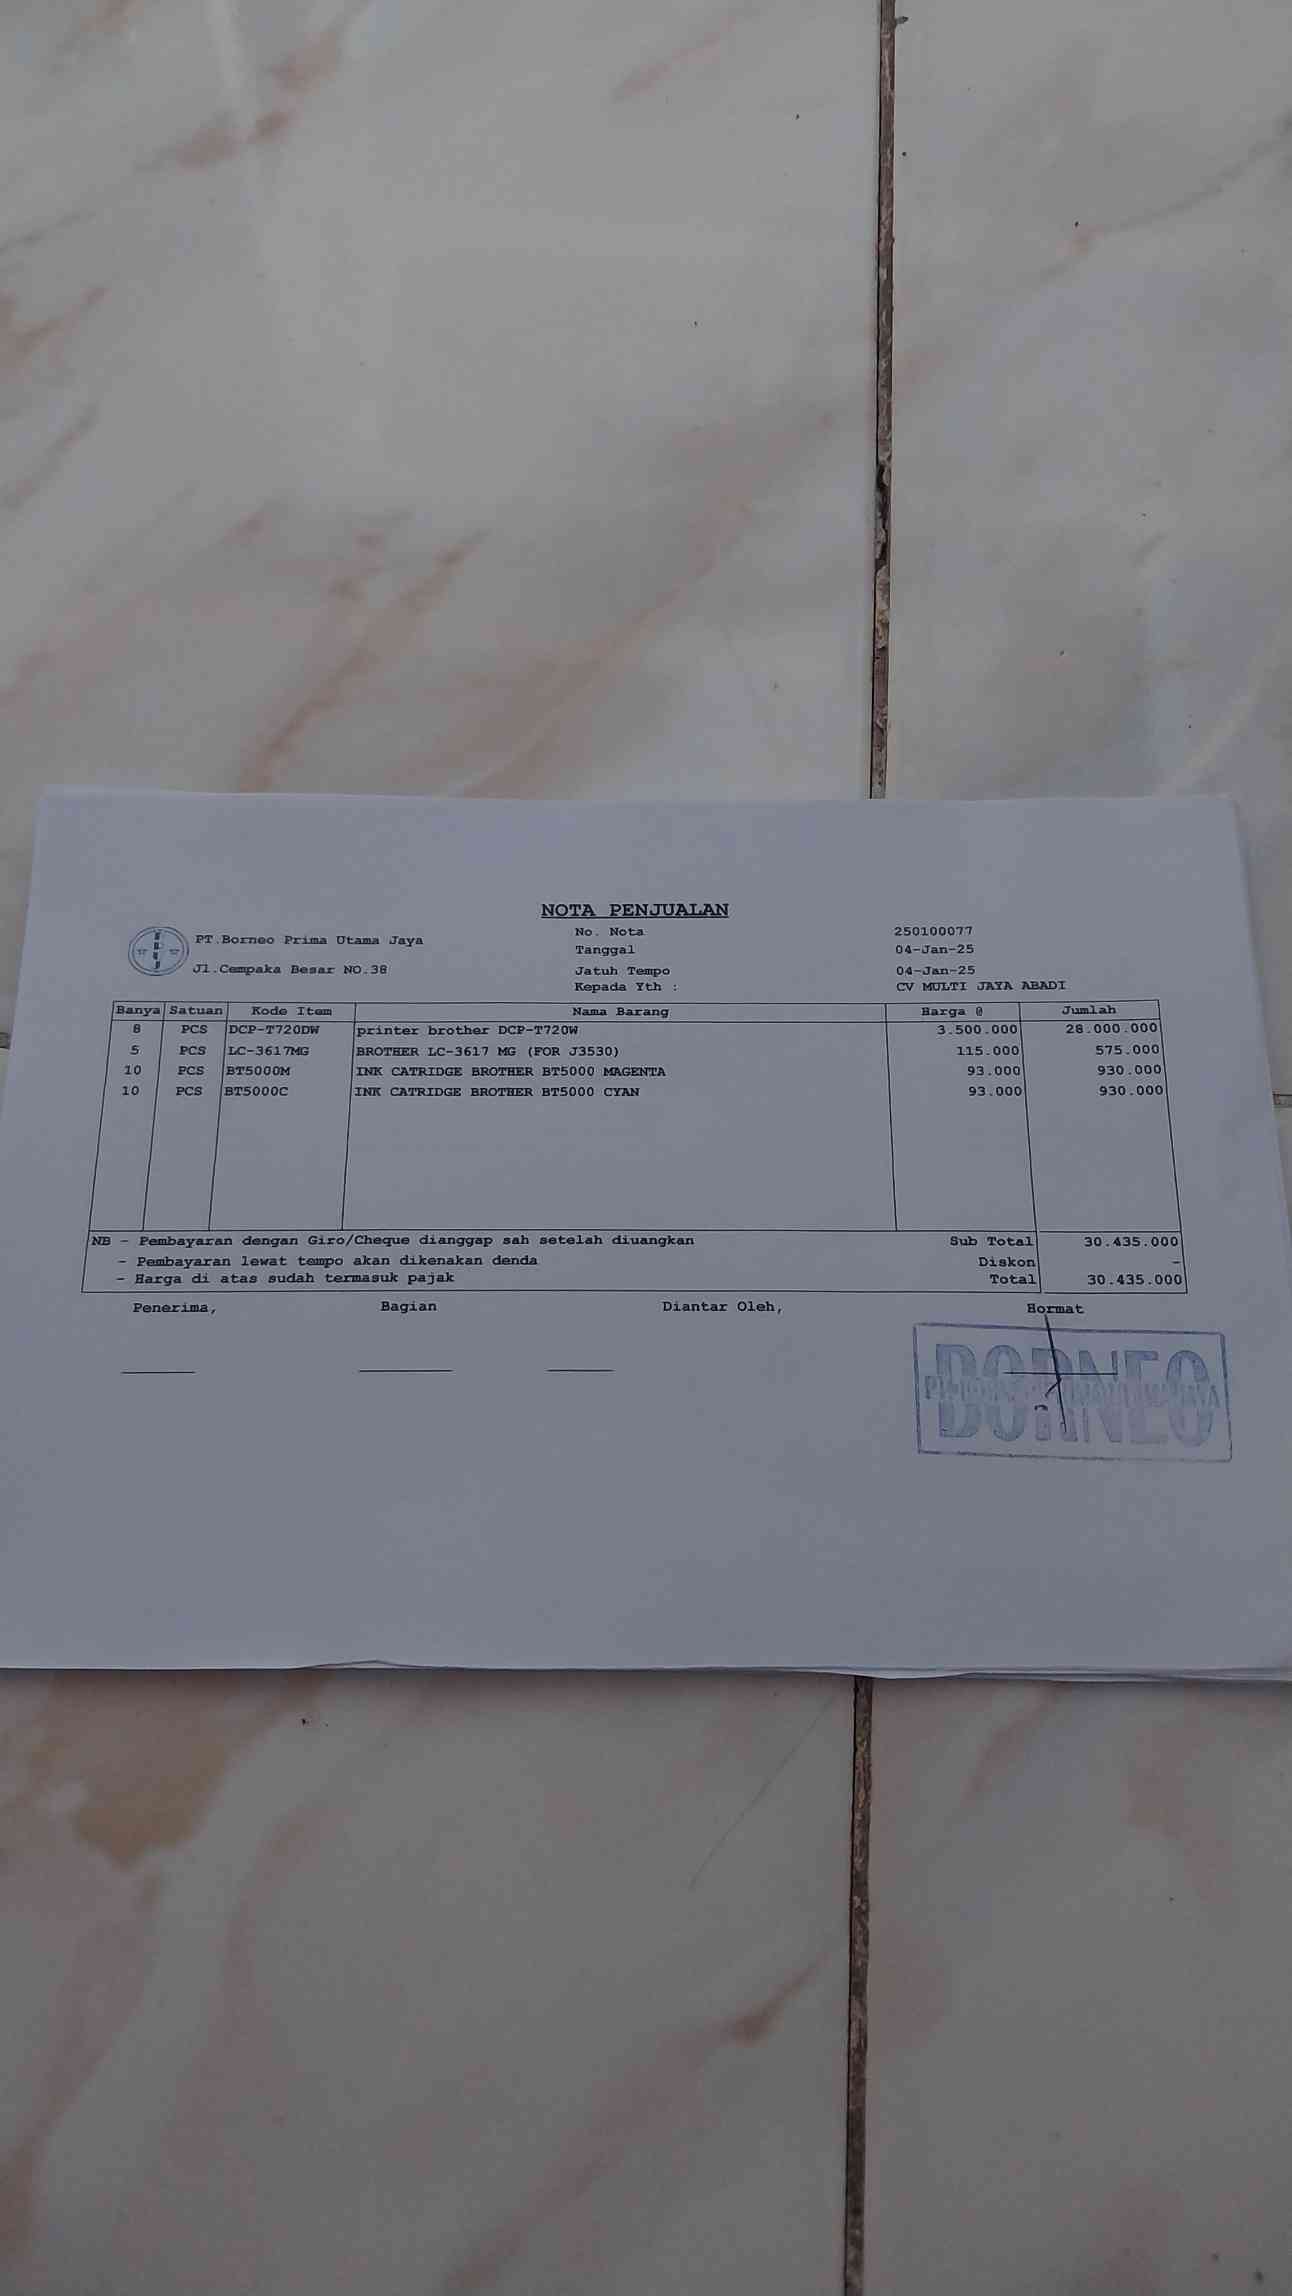 NOTA PENJUALAN
PT.Borneo Prima Utama Jaya
Jl.Cempaka Besar NO.38
No. Nota 250100077
Tanggal 04-Jan-25
Jatuh Tempo 04-Jan-25
Kepada Yth : CV MULTI JAYA ABADI
Banya Satuan Kode Item Nama Barang Harga @ Jumlah
8 PCS DCP-T720DW printer brother DCP-T720W 3.500.000 28.000.000
5 PCS LC-3617MG BROTHER LC-3617 MG (FOR J3530) 115.000 575.000
10 PCS BT5000M INK CATRIDGE BROTHER BT5000 MAGENTA 93.000 930.000
10 PCS BT5000C INK CATRIDGE BROTHER BT5000 CYAN 93.000 930.000
NB - Pembayaran dengan Giro/Cheque dianggap sah setelah diuangkan Sub Total 30.435.000
- Pembayaran lewat tempo akan dikenakan denda Diskon -
- Harga di atas sudah termasuk pajak Total 30.435.000
Penerima, Bagian Diantar Oleh, Hormat
BORNEO